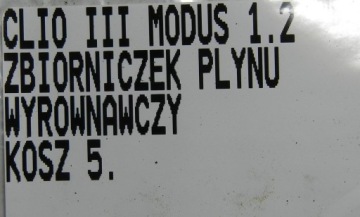 CLIO III MODUS 1.2
ZBIORNICZEK PLYNU
WYROWNAWCZY
KOSZ 5.